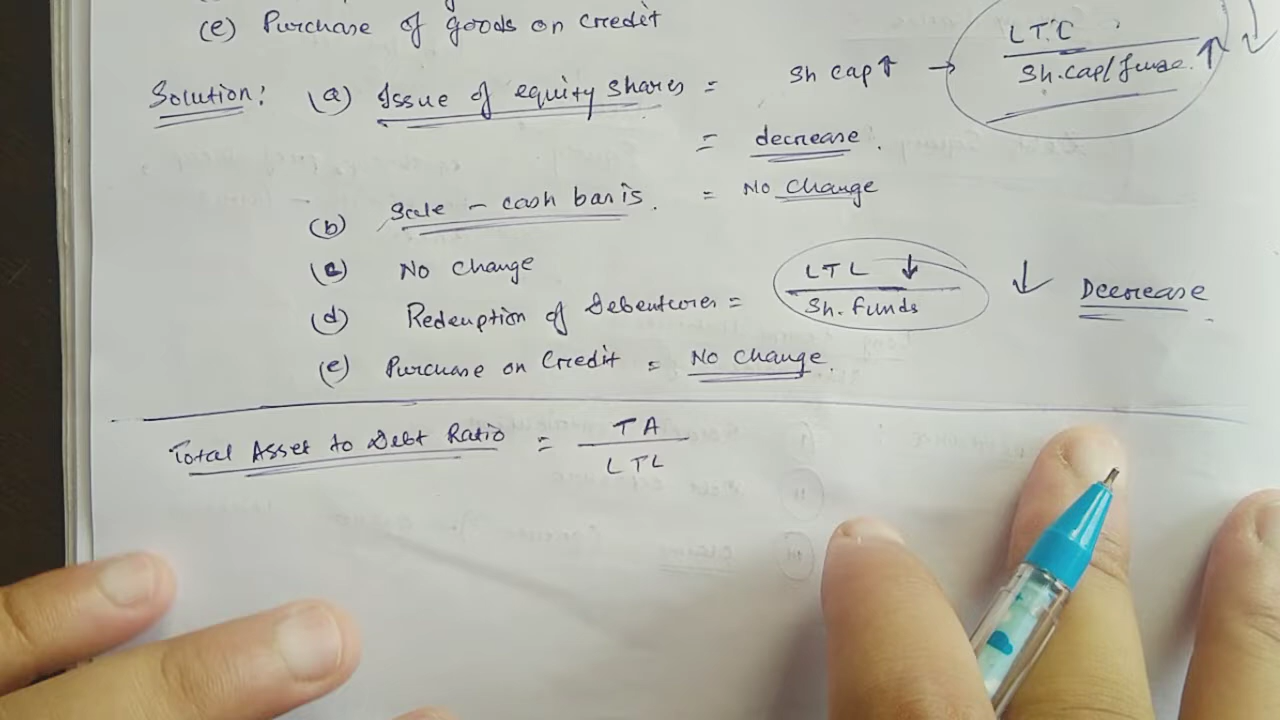 (e) Purchase of goods on credit
Solution: (a) Issue of equity shares = Sh cap↑ → LTL / Sh. cap/funds. ↑ ↓
= decrease.
(b) Sale - cash basis. = No change
(c) No change
(d) Redemption of Debentures = LTL ↓ / Sh. funds ↓ Decrease
(e) Purchase on Credit = No change.
Total Asset to Debt Ratio = TA / LTL